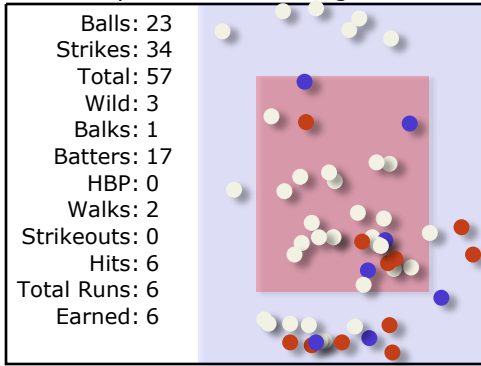 Balls: 23
Strikes: 34
Total: 57
Wild: 3
Balks: 1
Batters: 17
HBP: 0
Walks: 2
Strikeouts: 0
Hits: 6
Total Runs: 6
Earned: 6